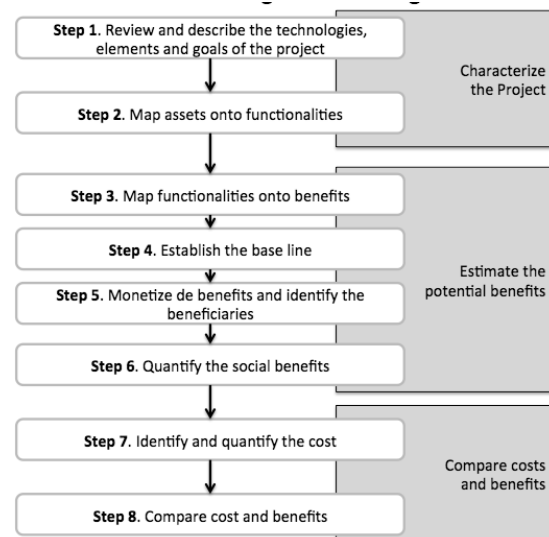 Step 1. Review and describe the technologies,
elements and goals of the project
Characterize
the Project
Step 2. Map assets onto functionalities
Step 3. Map functionalities onto benefits
Step 4. Establish the base line
Estimate the
potential benefits
Step 5. Monetize de benefits and identify the
beneficiaries
Step 6. Quantify the social benefits
Step 7. Identify and quantify the cost
Compare costs
and benefits
Step 8. Compare cost and benefits